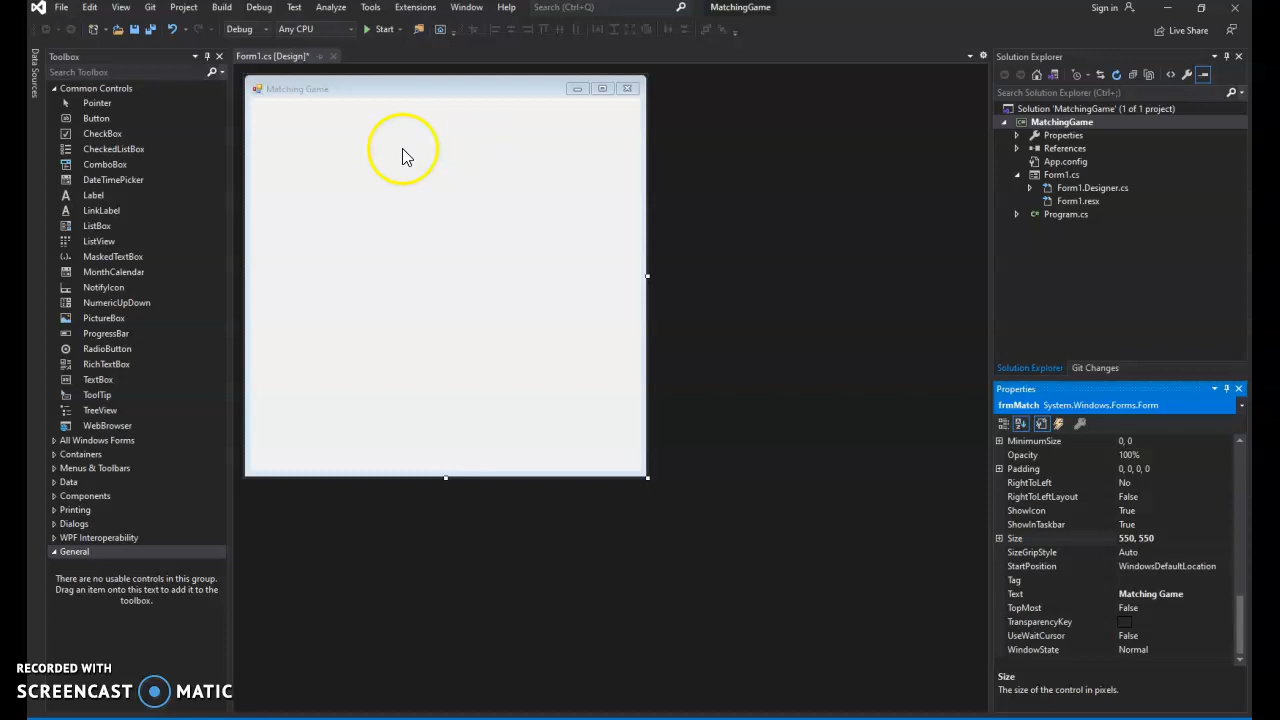 File Edit View Git Project Build Debug Test Analyze Tools Extensions Window Help Search (Ctrl+Q) MatchingGame Sign in
Debug Any CPU Start Live Share
Data Sources
Toolbox
Search Toolbox
Common Controls
Pointer
Button
CheckBox
CheckedListBox
ComboBox
DateTimePicker
Label
LinkLabel
ListBox
ListView
MaskedTextBox
MonthCalendar
NotifyIcon
NumericUpDown
PictureBox
ProgressBar
RadioButton
RichTextBox
TextBox
ToolTip
TreeView
WebBrowser
All Windows Forms
Containers
Menus & Toolbars
Data
Components
Printing
Dialogs
WPF Interoperability
General
There are no usable controls in this group.
Drag an item onto this text to add it to the
toolbox.
Form1.cs [Design]*
Matching Game
Solution Explorer
Search Solution Explorer (Ctrl+;)
Solution 'MatchingGame' (1 of 1 project)
MatchingGame
Properties
References
App.config
Form1.cs
Form1.Designer.cs
Form1.resx
Program.cs
Solution Explorer Git Changes
Properties
frmMatch System.Windows.Forms.Form
MinimumSize 0, 0
Opacity 100%
Padding 0, 0, 0, 0
RightToLeft No
RightToLeftLayout False
ShowIcon True
ShowInTaskbar True
Size 550, 550
SizeGripStyle Auto
StartPosition WindowsDefaultLocation
Tag
Text Matching Game
TopMost False
TransparencyKey
UseWaitCursor False
WindowState Normal
Size
The size of the control in pixels.
RECORDED WITH
SCREENCAST MATIC